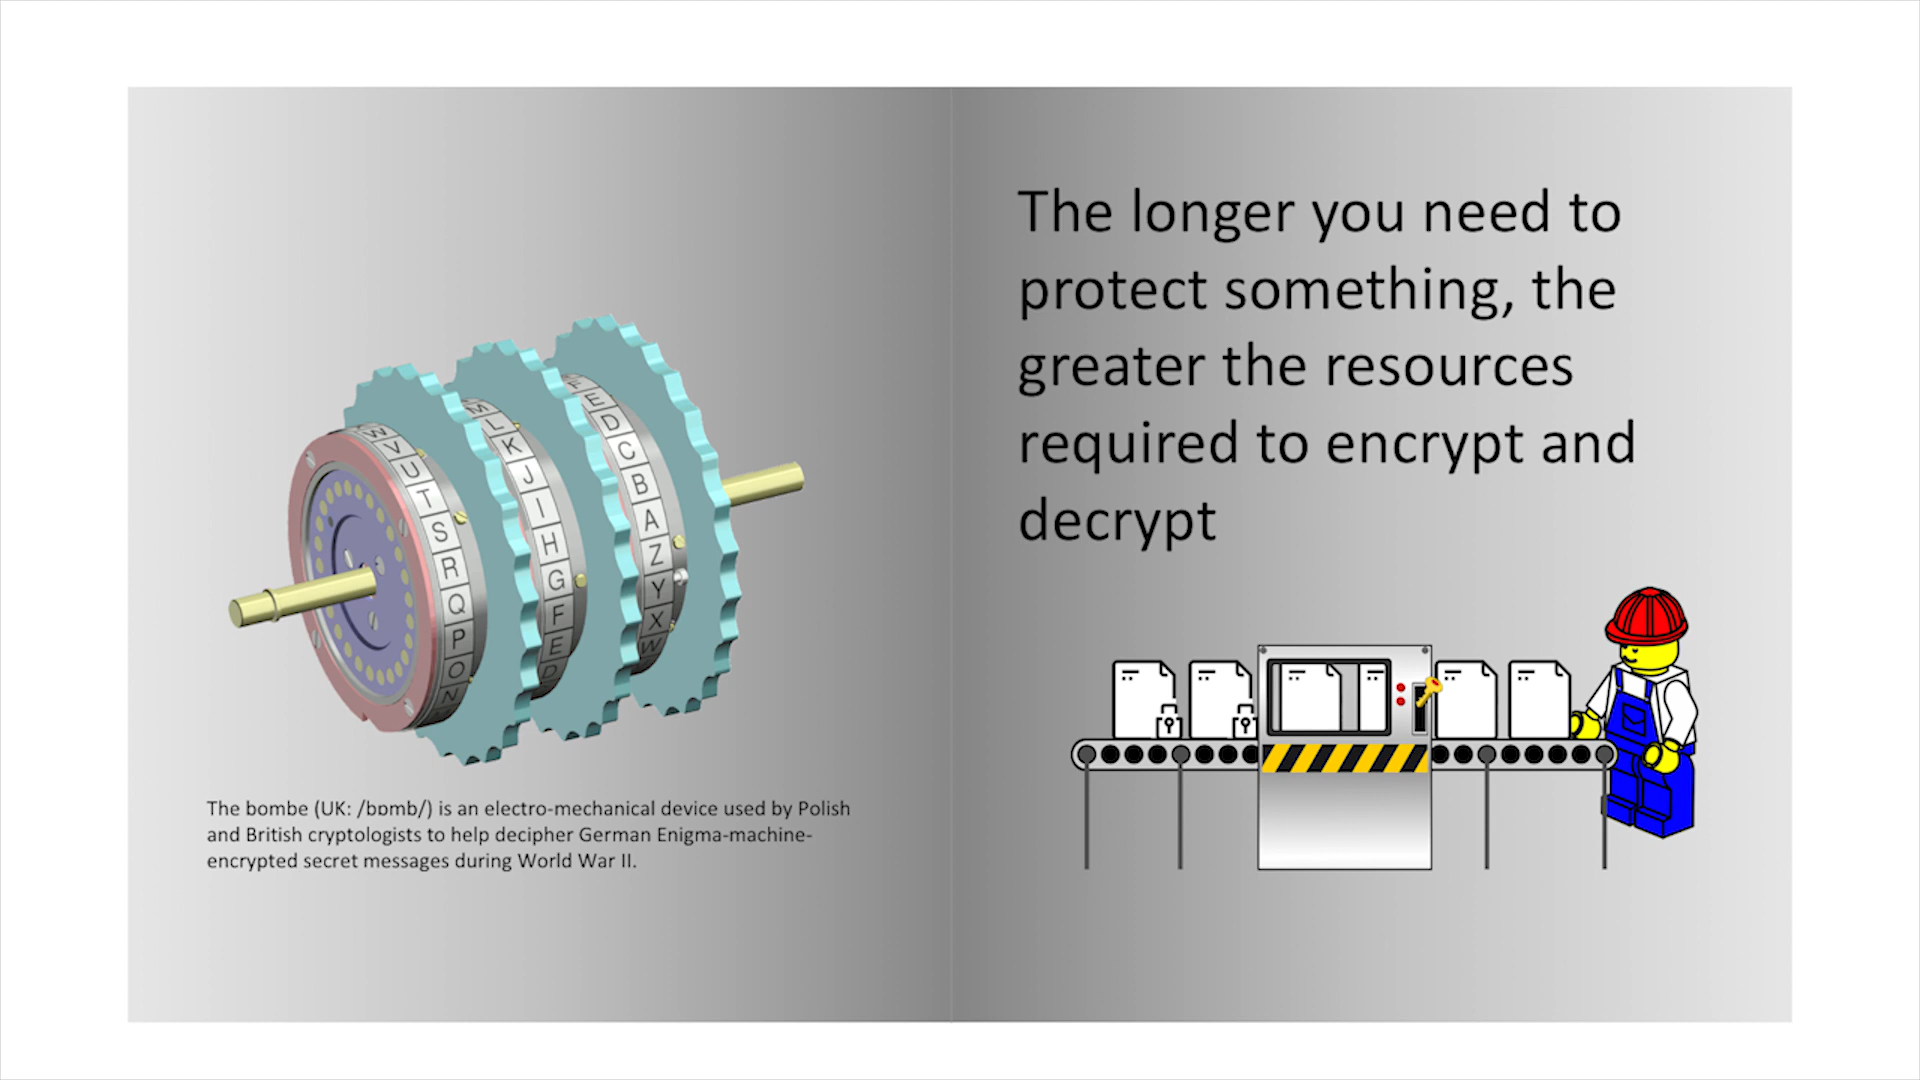 The longer you need to
protect something, the
greater the resources
required to encrypt and
decrypt
W
V
U
T
S
R
Q
P
O
N
M
L
K
J
I
H
G
F
E
D
F
E
D
C
B
A
Z
Y
X
W
The bombe (UK: /bɒmb/) is an electro-mechanical device used by Polish
and British cryptologists to help decipher German Enigma-machine-
encrypted secret messages during World War II.